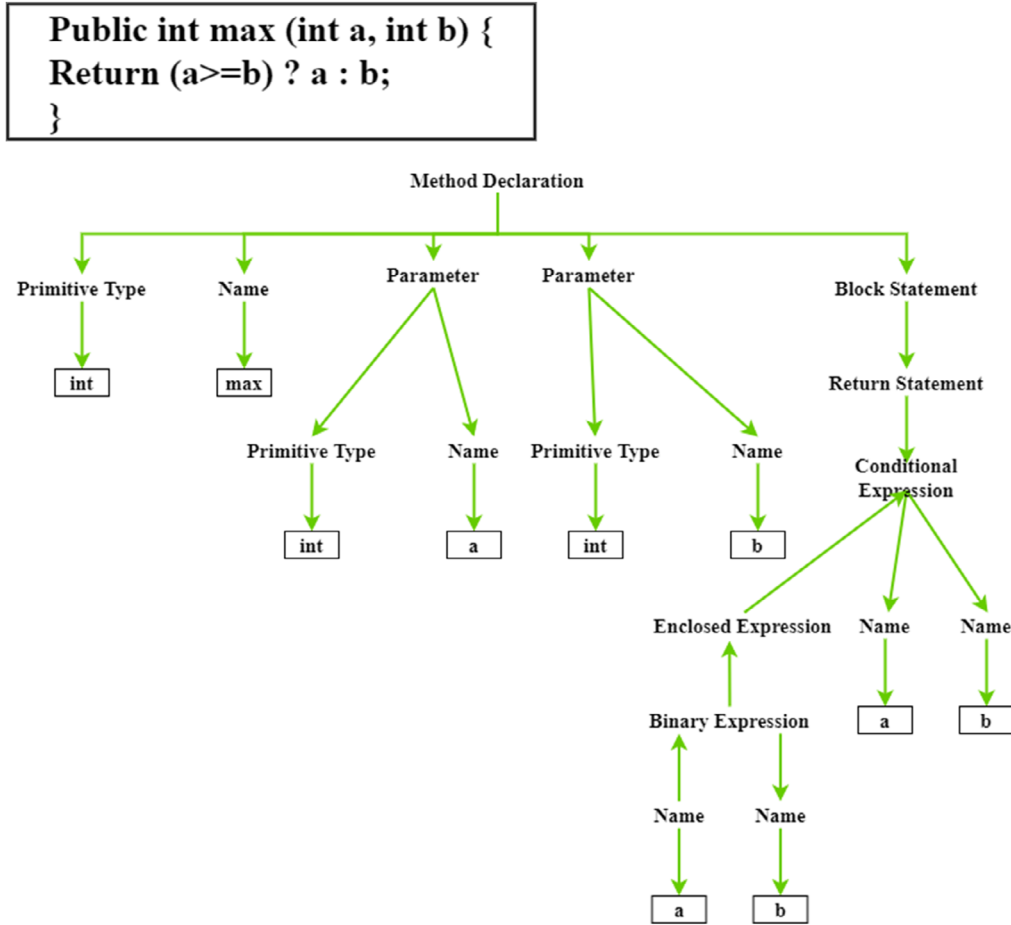 Public int max (int a, int b) {
Return (a>=b) ? a : b;
}
Method Declaration
Primitive Type
Name
Parameter
Parameter
Block Statement
int
max
Return Statement
Primitive Type
Name
Primitive Type
Name
Conditional
Expression
int
a
int
b
Enclosed Expression
Name
Name
Binary Expression
a
b
Name
Name
a
b